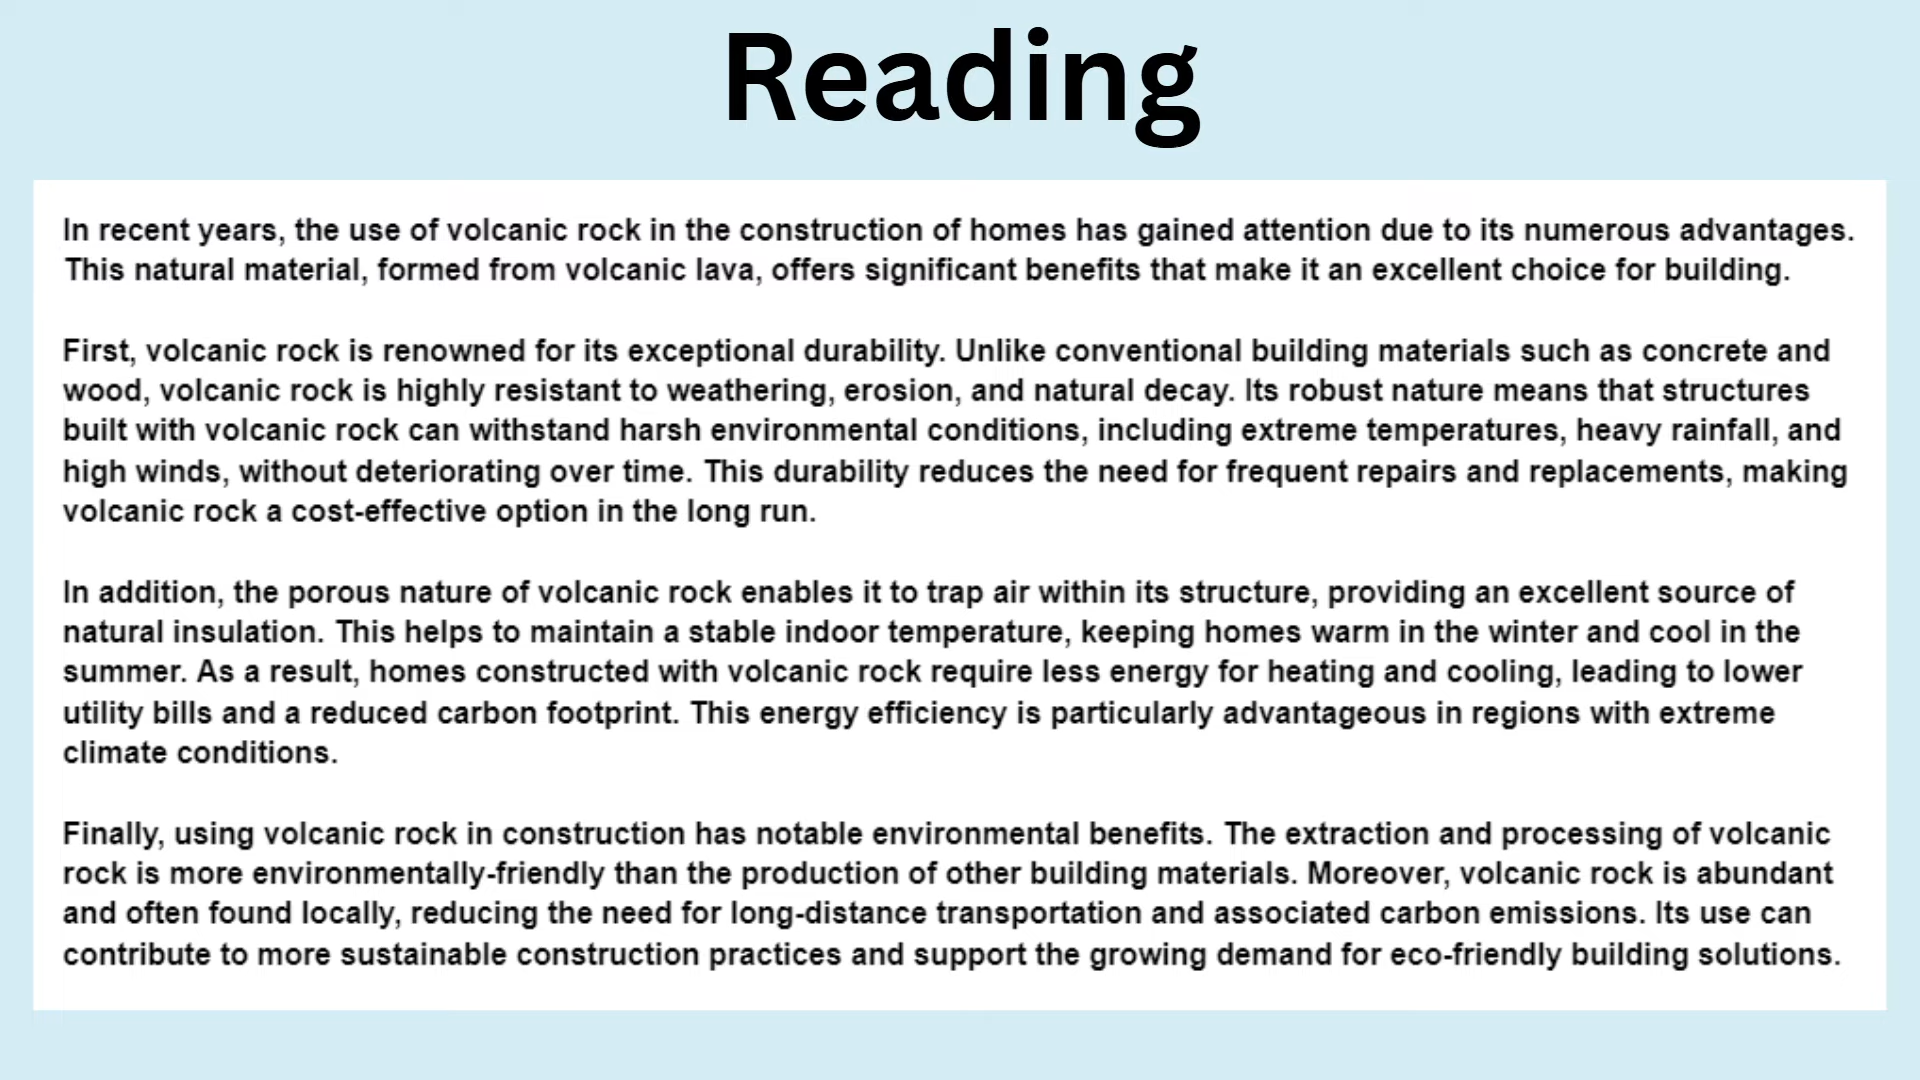 Reading
In recent years, the use of volcanic rock in the construction of homes has gained attention due to its numerous advantages.
This natural material, formed from volcanic lava, offers significant benefits that make it an excellent choice for building.
First, volcanic rock is renowned for its exceptional durability. Unlike conventional building materials such as concrete and
wood, volcanic rock is highly resistant to weathering, erosion, and natural decay. Its robust nature means that structures
built with volcanic rock can withstand harsh environmental conditions, including extreme temperatures, heavy rainfall, and
high winds, without deteriorating over time. This durability reduces the need for frequent repairs and replacements, making
volcanic rock a cost-effective option in the long run.
In addition, the porous nature of volcanic rock enables it to trap air within its structure, providing an excellent source of
natural insulation. This helps to maintain a stable indoor temperature, keeping homes warm in the winter and cool in the
summer. As a result, homes constructed with volcanic rock require less energy for heating and cooling, leading to lower
utility bills and a reduced carbon footprint. This energy efficiency is particularly advantageous in regions with extreme
climate conditions.
Finally, using volcanic rock in construction has notable environmental benefits. The extraction and processing of volcanic
rock is more environmentally-friendly than the production of other building materials. Moreover, volcanic rock is abundant
and often found locally, reducing the need for long-distance transportation and associated carbon emissions. Its use can
contribute to more sustainable construction practices and support the growing demand for eco-friendly building solutions.